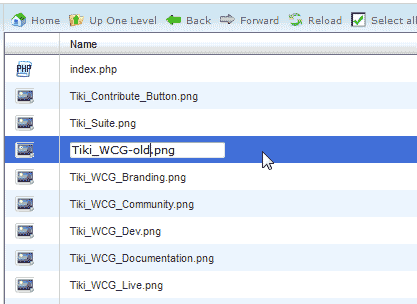 Home Up One Level Back Forward Reload Select all
Name
PHP index.php
Tiki_Contribute_Button.png
Tiki_Suite.png
Tiki_WCG-old.png
Tiki_WCG_Branding.png
Tiki_WCG_Community.png
Tiki_WCG_Dev.png
Tiki_WCG_Documentation.png
Tiki_WCG_Live.png